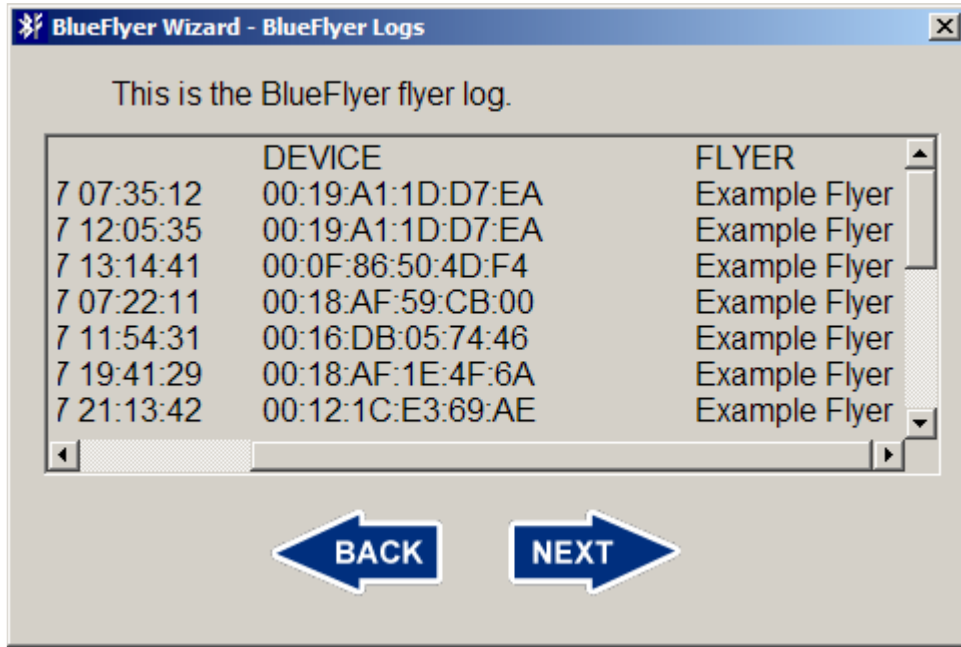 BlueFlyer Wizard - BlueFlyer Logs
This is the BlueFlyer flyer log.
DEVICE FLYER
7 07:35:12 00:19:A1:1D:D7:EA Example Flyer
7 12:05:35 00:19:A1:1D:D7:EA Example Flyer
7 13:14:41 00:0F:86:50:4D:F4 Example Flyer
7 07:22:11 00:18:AF:59:CB:00 Example Flyer
7 11:54:31 00:16:DB:05:74:46 Example Flyer
7 19:41:29 00:18:AF:1E:4F:6A Example Flyer
7 21:13:42 00:12:1C:E3:69:AE Example Flyer
BACK NEXT